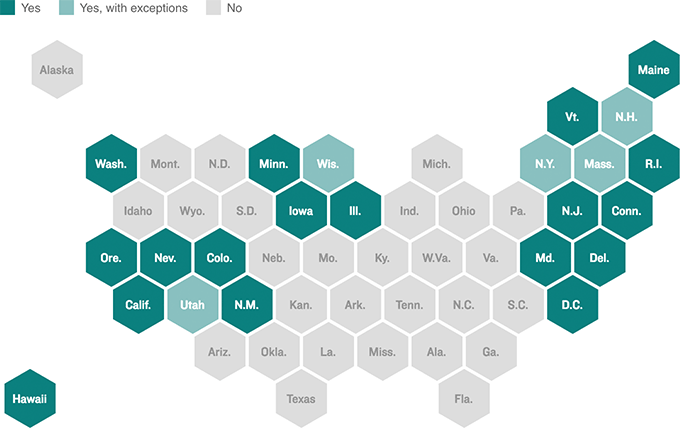 Yes Yes, with exceptions No
Alaska Maine
Vt. N.H.
Wash. Mont. N.D. Minn. Wis. Mich. N.Y. Mass. R.I.
Idaho Wyo. S.D. Iowa Ill. Ind. Ohio Pa. N.J. Conn.
Ore. Nev. Colo. Neb. Mo. Ky. W.Va. Va. Md. Del.
Calif. Utah N.M. Kan. Ark. Tenn. N.C. S.C. D.C.
Ariz. Okla. La. Miss. Ala. Ga.
Hawaii Texas Fla.